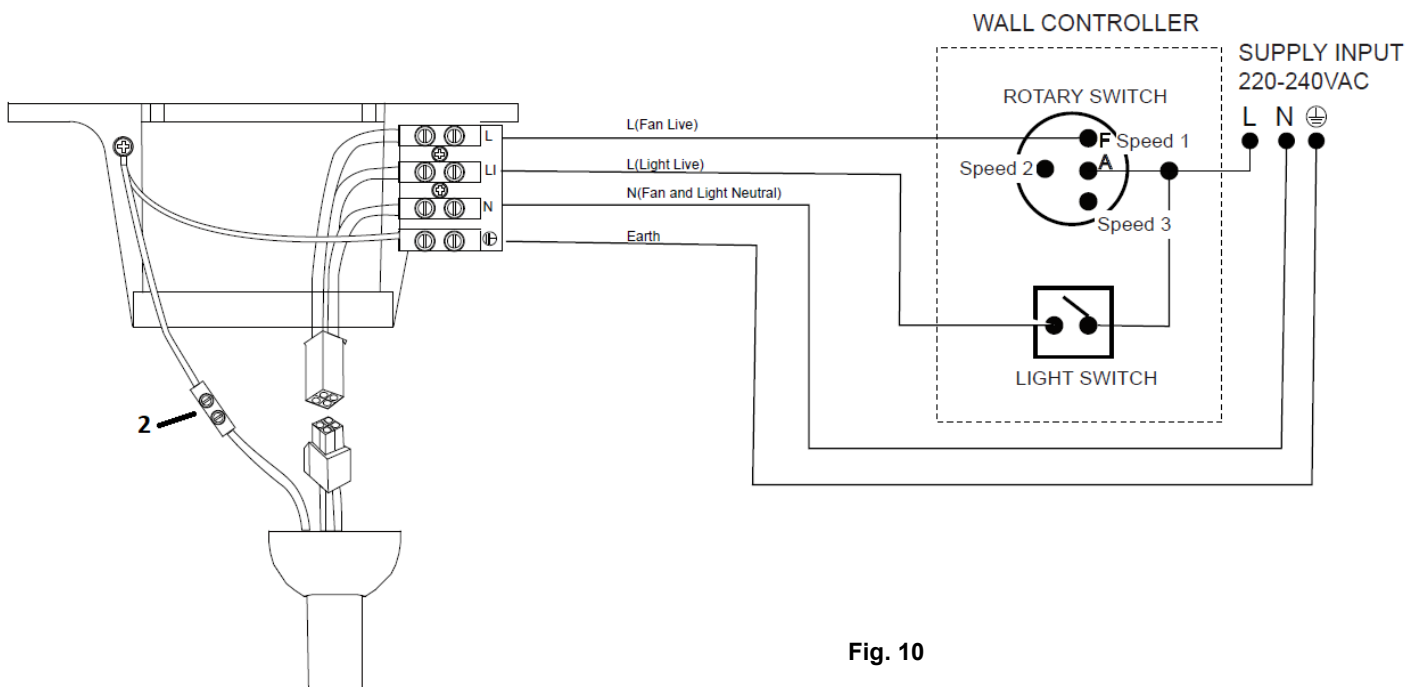 WALL CONTROLLER
SUPPLY INPUT
220-240VAC
L N
ROTARY SWITCH
F Speed 1
Speed 2 A
Speed 3
LIGHT SWITCH
L(Fan Live)
L(Light Live)
N(Fan and Light Neutral)
Earth
L
LI
N
2
Fig. 10